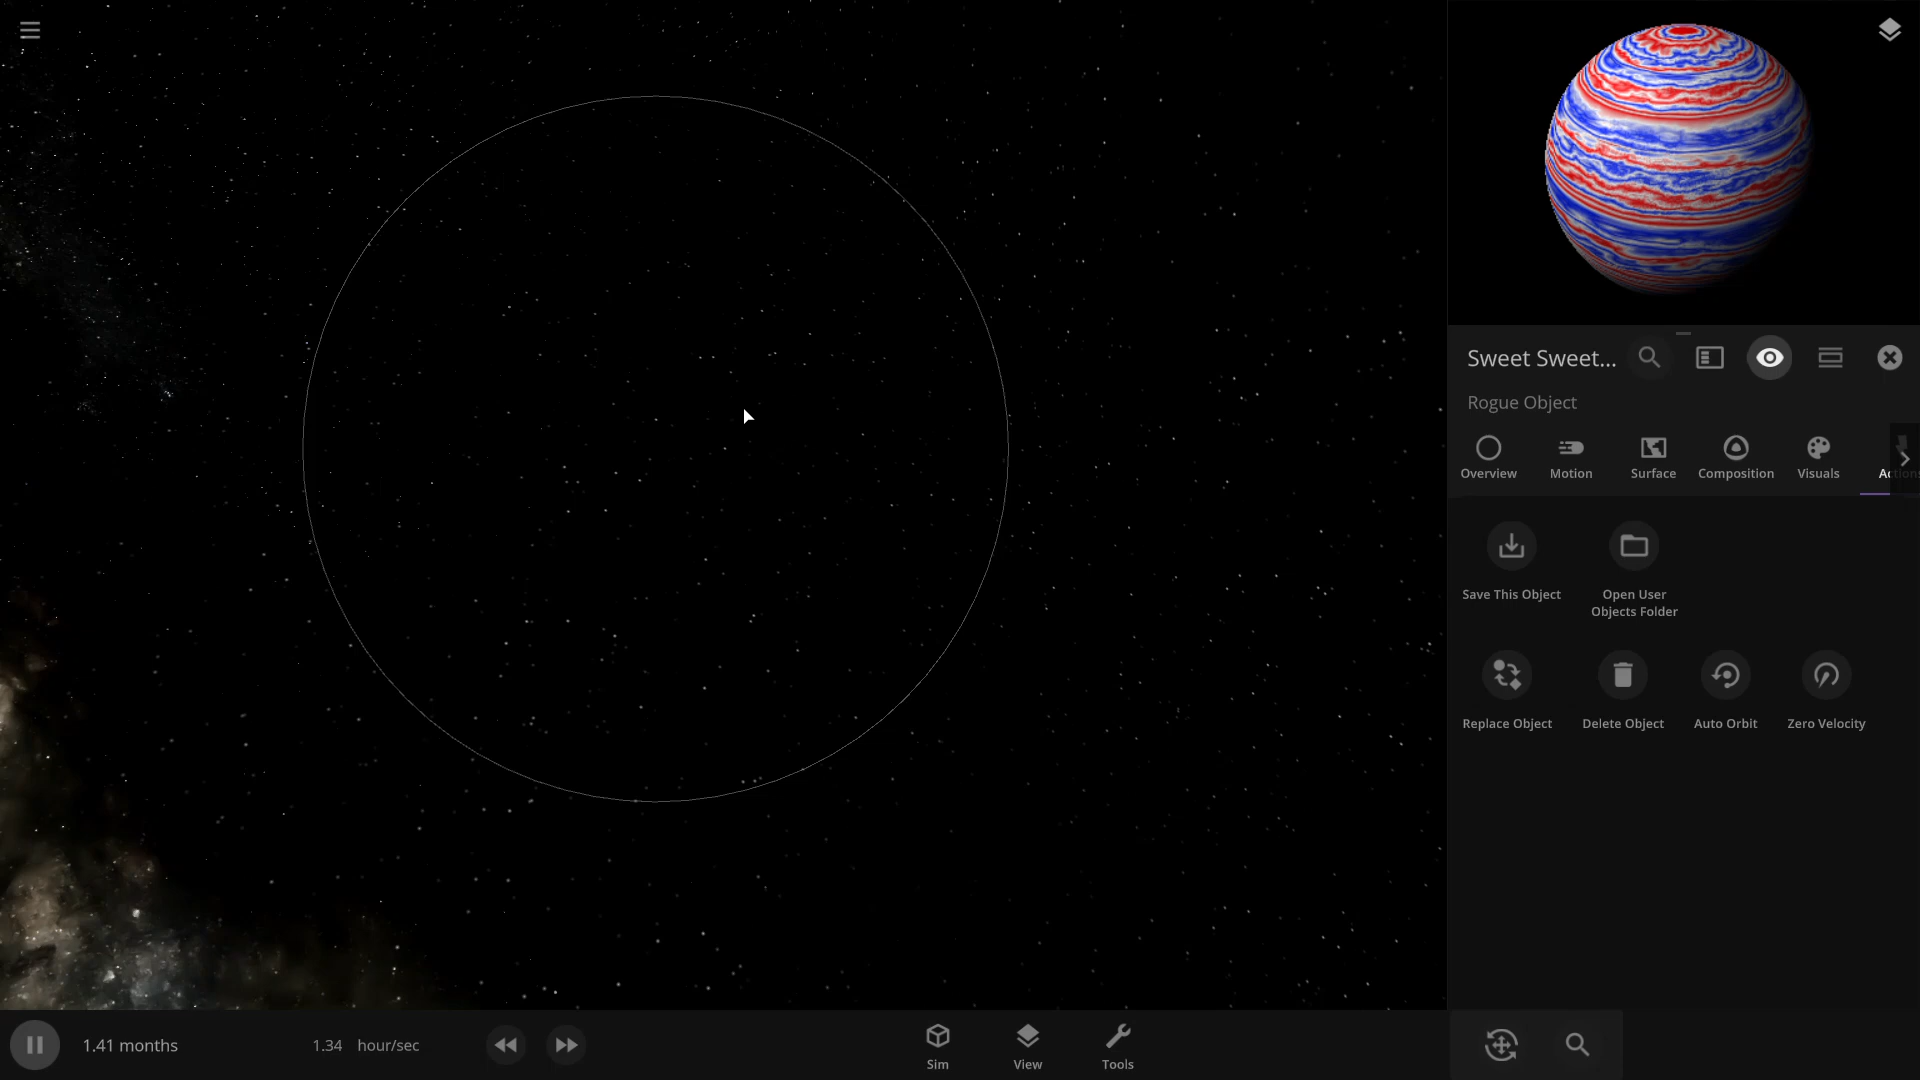 Sweet Sweet...
Rogue Object
Overview Motion Surface Composition Visuals Actions
Save This Object
Open User
Objects Folder
Replace Object Delete Object Auto Orbit Zero Velocity
1.41 months 1.34 hour/sec Sim View Tools